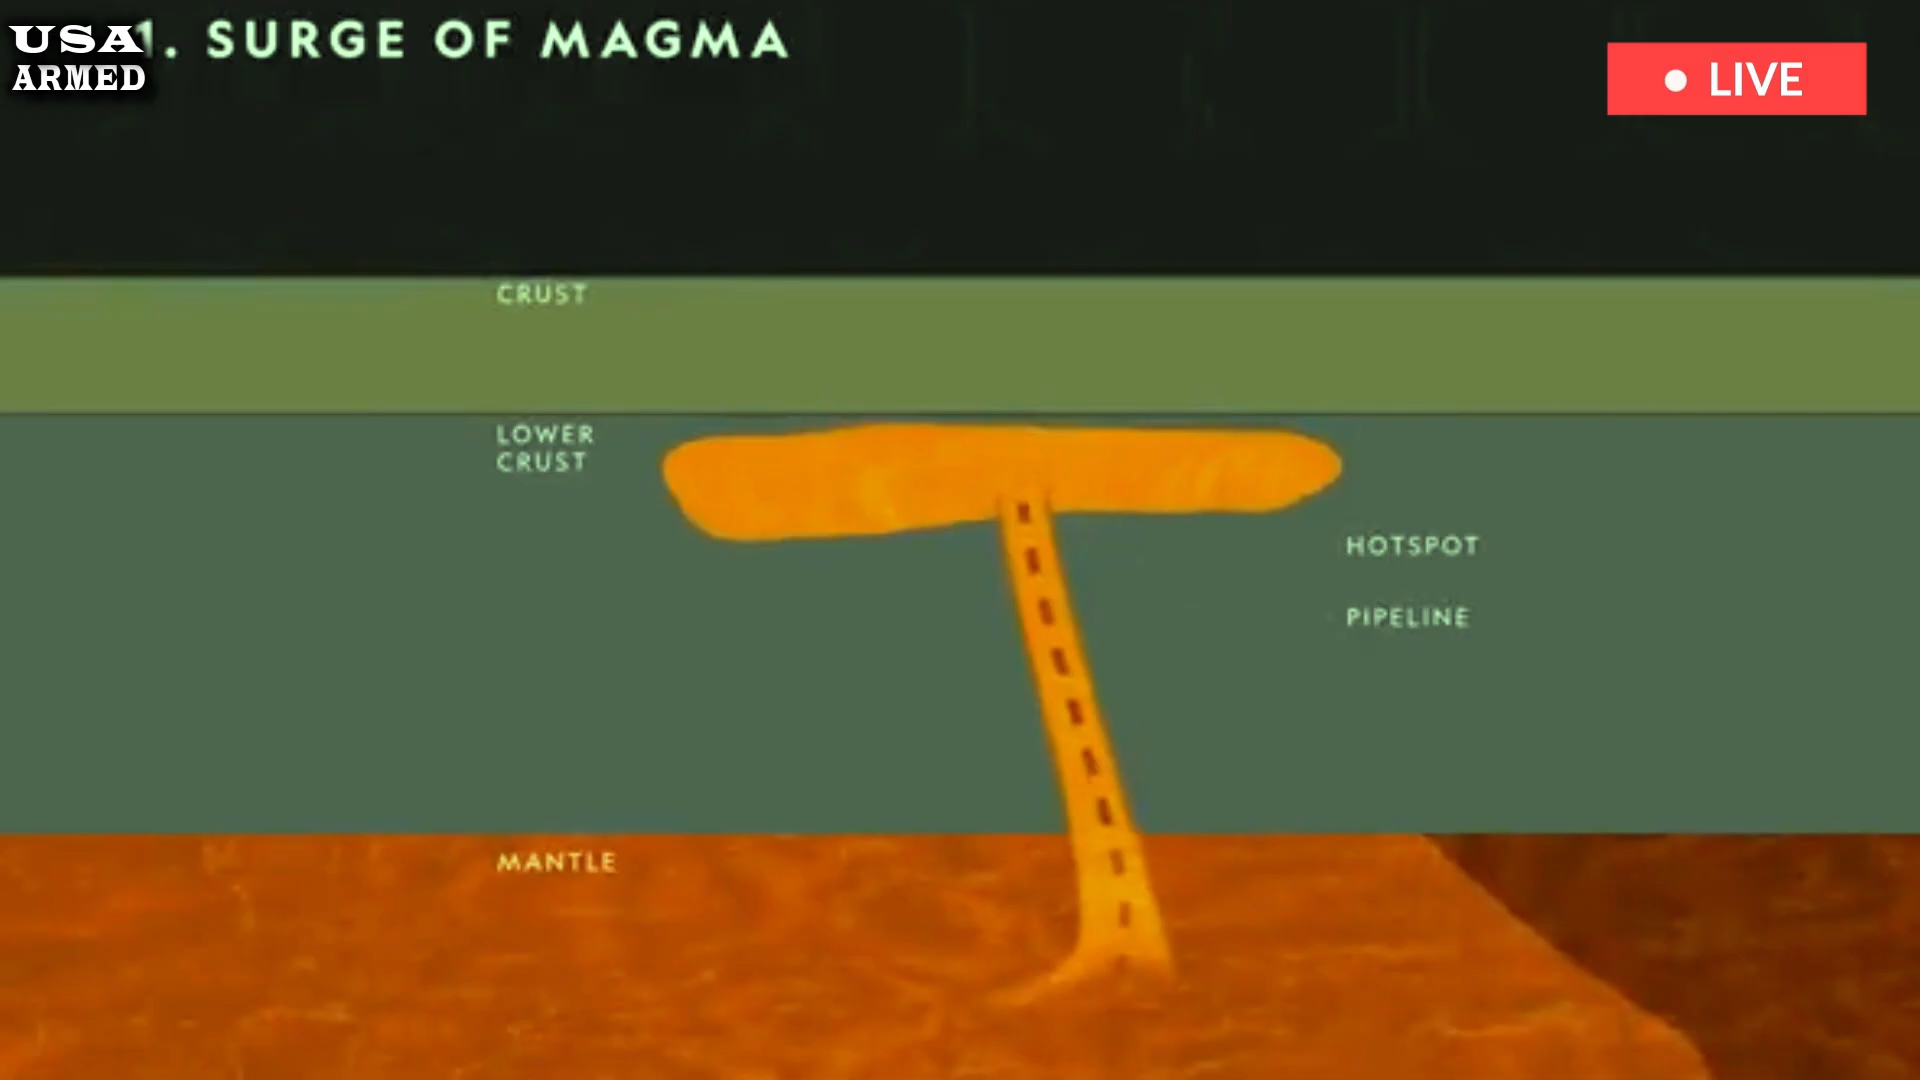 USA
ARMED
1. SURGE OF MAGMA
LIVE
CRUST
LOWER
CRUST
HOTSPOT
PIPELINE
MANTLE